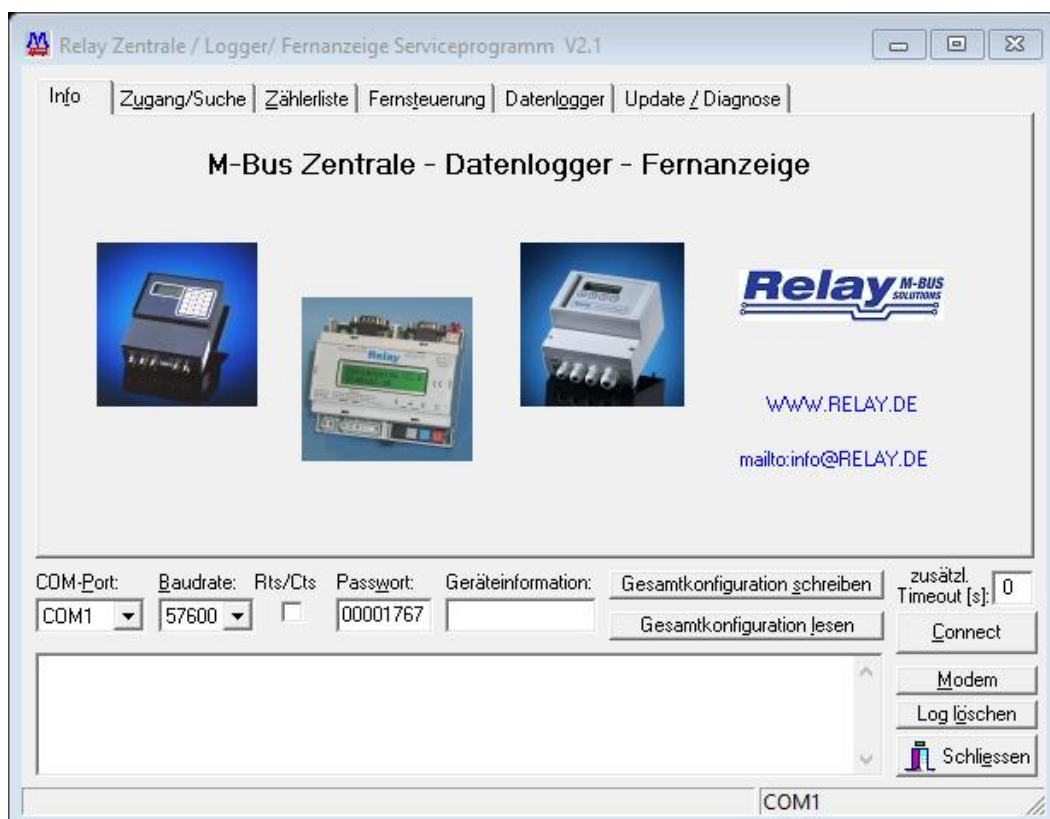 Relay Zentrale / Logger/ Fernanzeige Serviceprogramm V2.1
Info Zugang/Suche Zählerliste Fernsteuerung Datenlogger Update / Diagnose
M-Bus Zentrale - Datenlogger - Fernanzeige
Relay M-BUS
SOLUTIONS
Relay
WWW.RELAY.DE
mailto:info@RELAY.DE
COM-Port: Baudrate: Rts/Cts Passwort: Geräteinformation: Gesamtkonfiguration schreiben zusätzl.
Timeout [s]: 0
COM1 57600 00001767 Gesamtkonfiguration lesen Connect
Modem
Log löschen
Schliessen
COM1